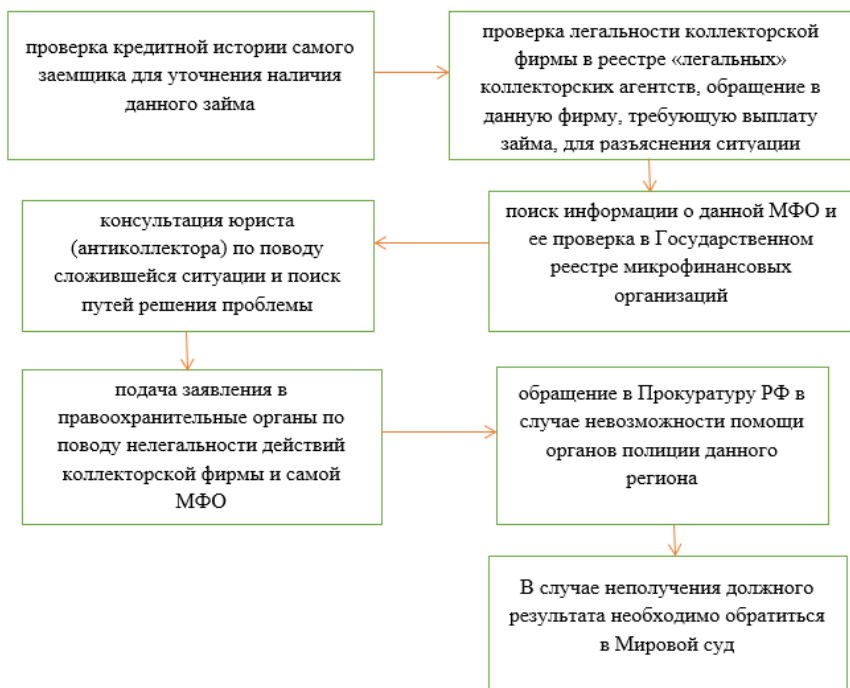 проверка кредитной истории самого
заемщика для уточнения наличия
данного займа
проверка легальности коллекторской
фирмы в реестре «легальных»
коллекторских агентств, обращение в
данную фирму, требующую выплату
займа, для разъяснения ситуации
поиск информации о данной МФО и
ее проверка в Государственном
реестре микрофинансовых
организаций
консультация юриста
(антиколлектора) по поводу
сложившейся ситуации и поиск
путей решения проблемы
подача заявления в
правоохранительные органы по
поводу нелегальности действий
коллекторской фирмы и самой
МФО
обращение в Прокуратуру РФ в
случае невозможности помощи
органов полиции данного
региона
В случае неполучения должного
результата необходимо обратиться
в Мировой суд